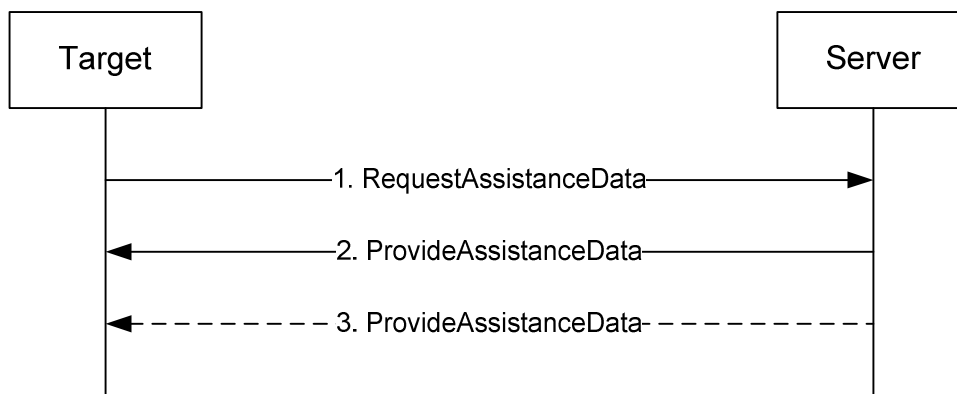 Target
Server
1. RequestAssistanceData
2. ProvideAssistanceData
3. ProvideAssistanceData